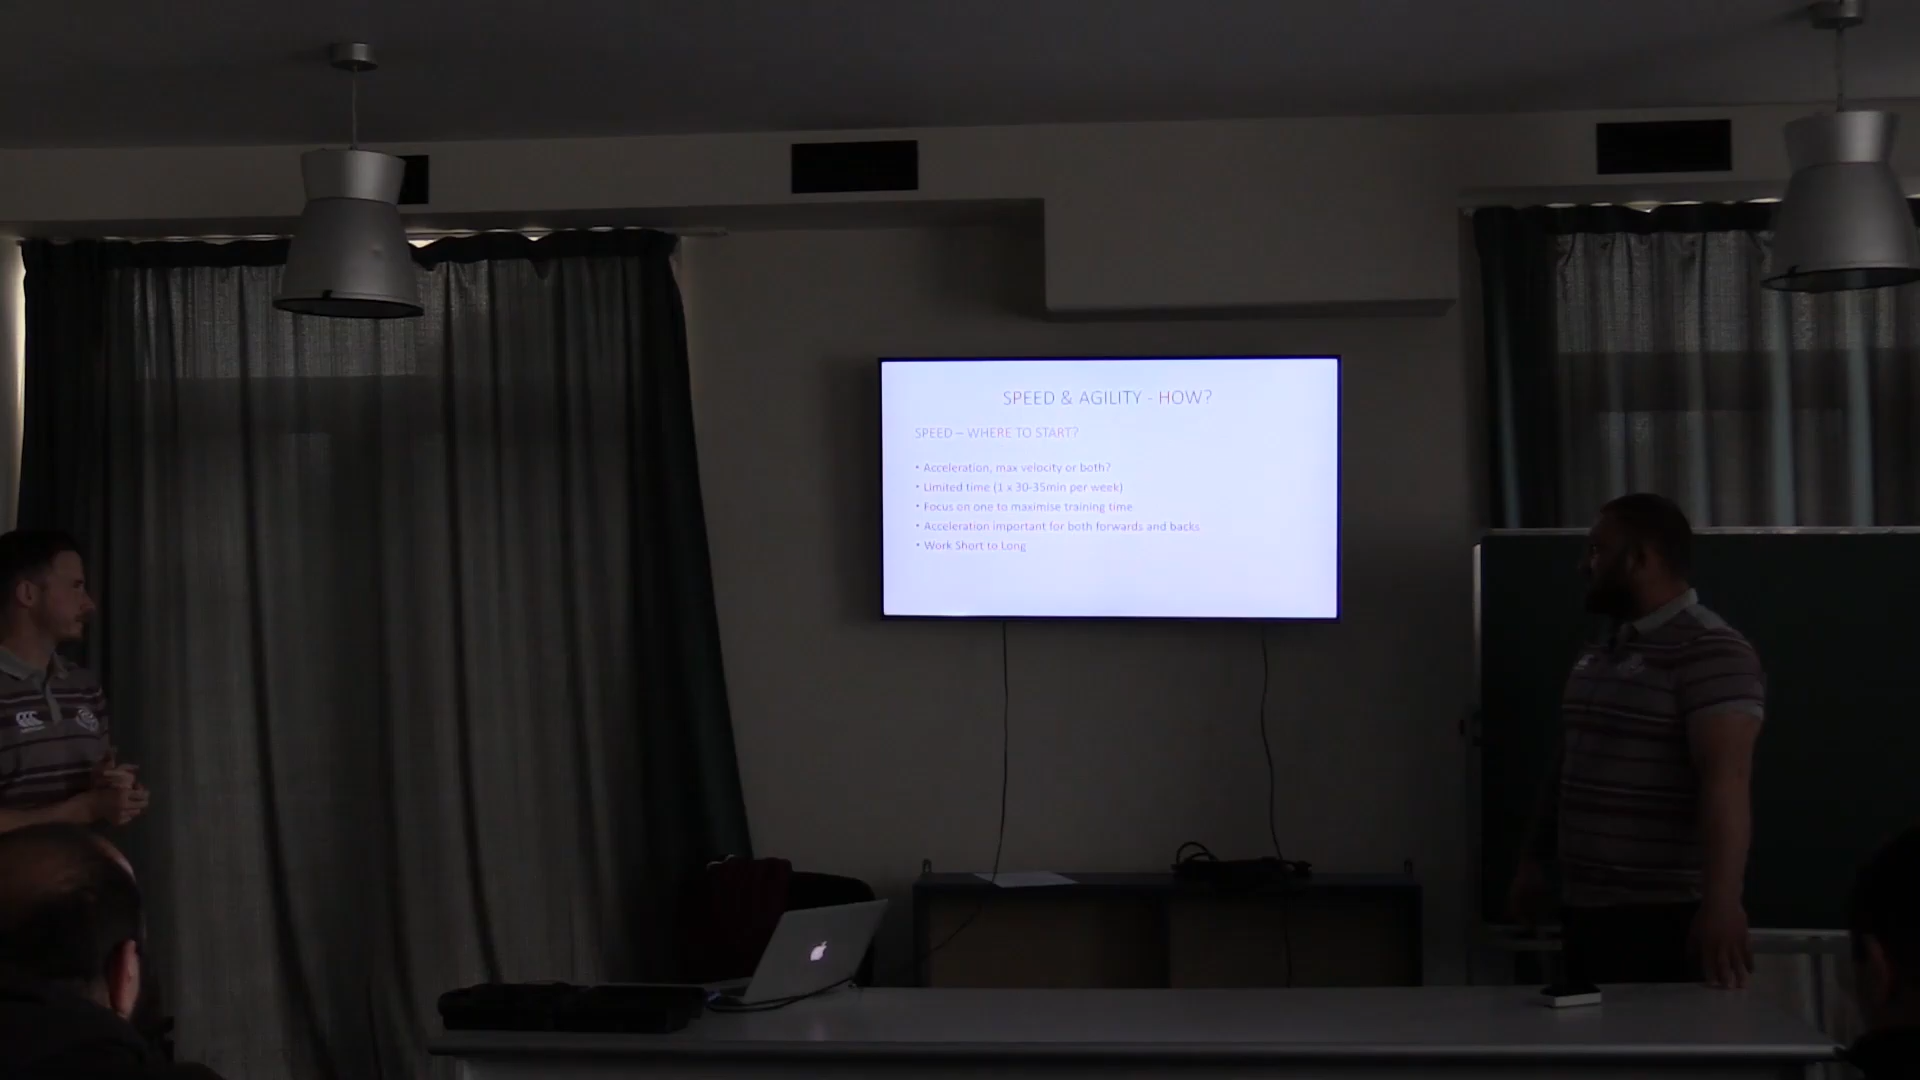 SPEED & AGILITY - HOW?
SPEED – WHERE TO START?
• Acceleration, max velocity or both?
• Limited time (1 x 30-35min per week)
• Focus on one to maximise training time
• Acceleration important for both forwards and backs
• Work Short to Long